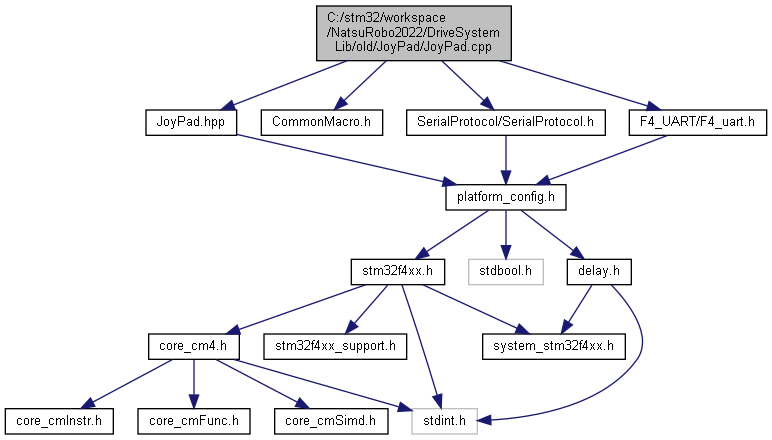 C:/stm32/workspace
/NatsuRobo2022/DriveSystem
Lib/old/JoyPad/JoyPad.cpp
JoyPad.hpp
CommonMacro.h
SerialProtocol/SerialProtocol.h
F4_UART/F4_uart.h
platform_config.h
stm32f4xx.h
stdbool.h
delay.h
core_cm4.h
stm32f4xx_support.h
system_stm32f4xx.h
core_cmInstr.h
core_cmFunc.h
core_cmSimd.h
stdint.h